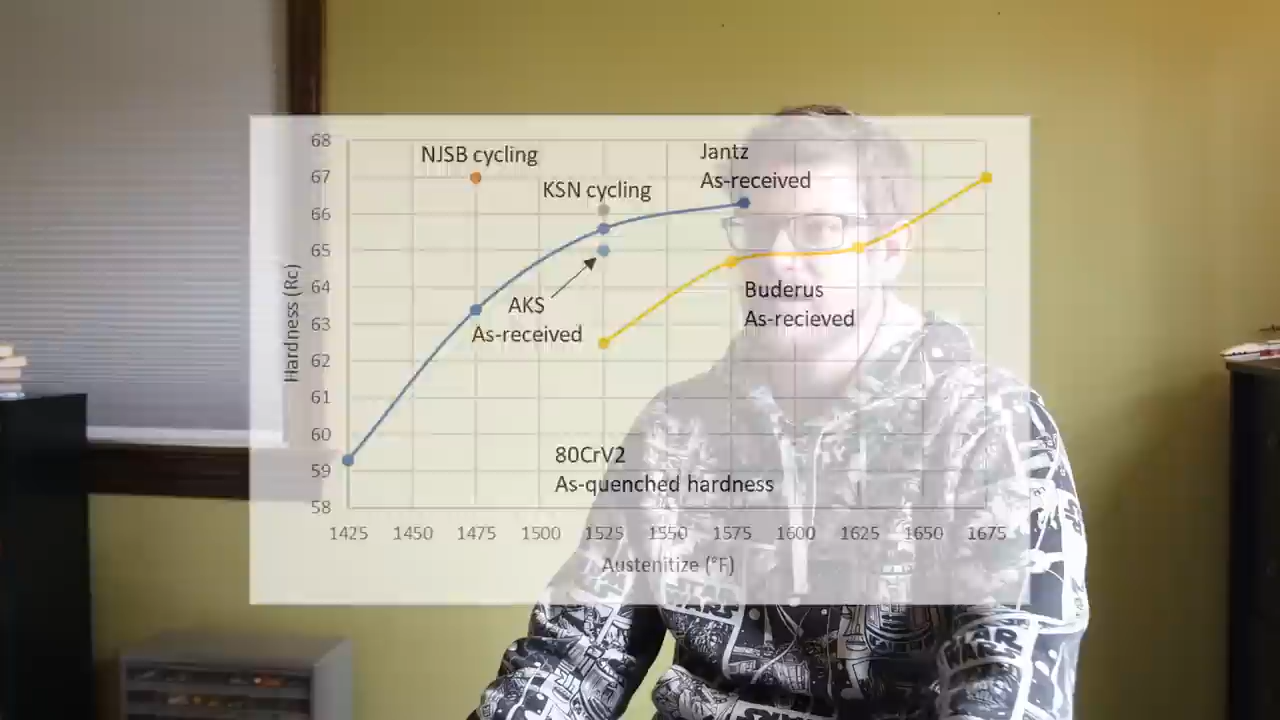 68
NJSB cycling
Jantz
67
KSN cycling
As-received
66
65
64
Buderus
AKS
As-recieved
63
As-received
62
61
60
80CrV2
59
As-quenched hardness
58
Hardness (Rc)
1425 1450 1475 1500 1525 1550 1575 1600 1625 1650 1675
Austenitize (°F)
WARS